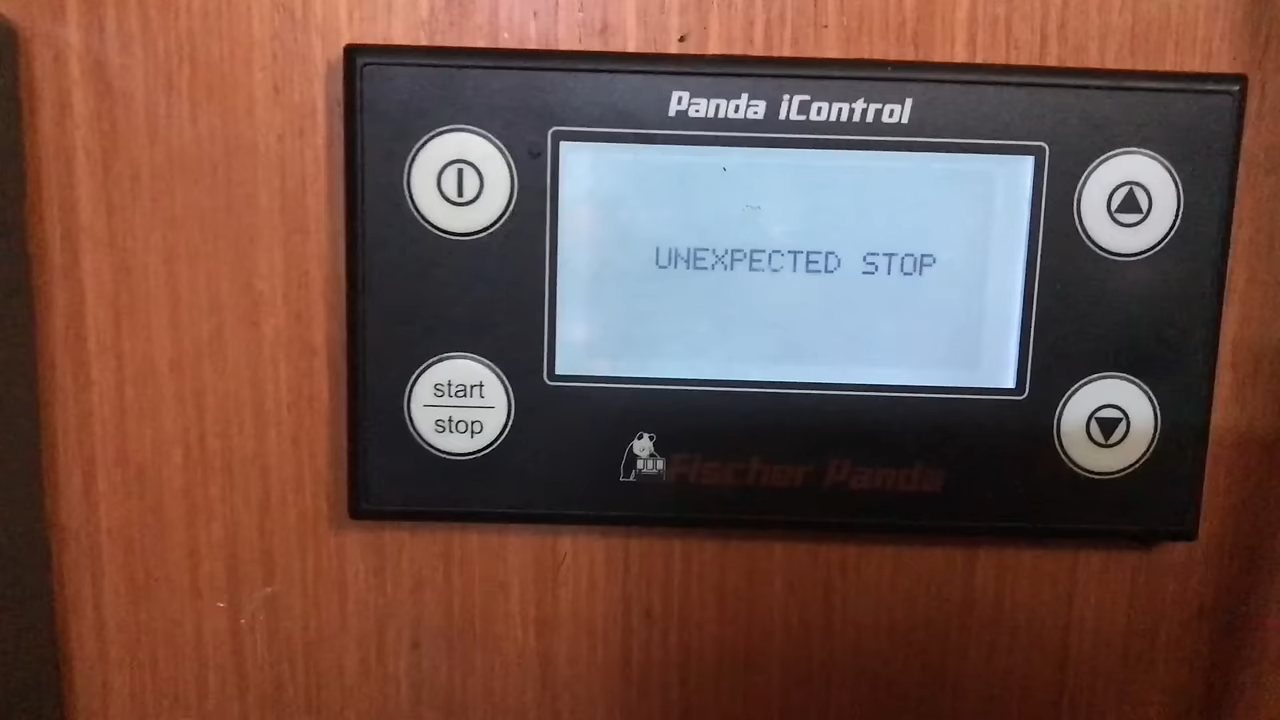 Panda iControl
UNEXPECTED STOP
start
stop
Fischer Panda